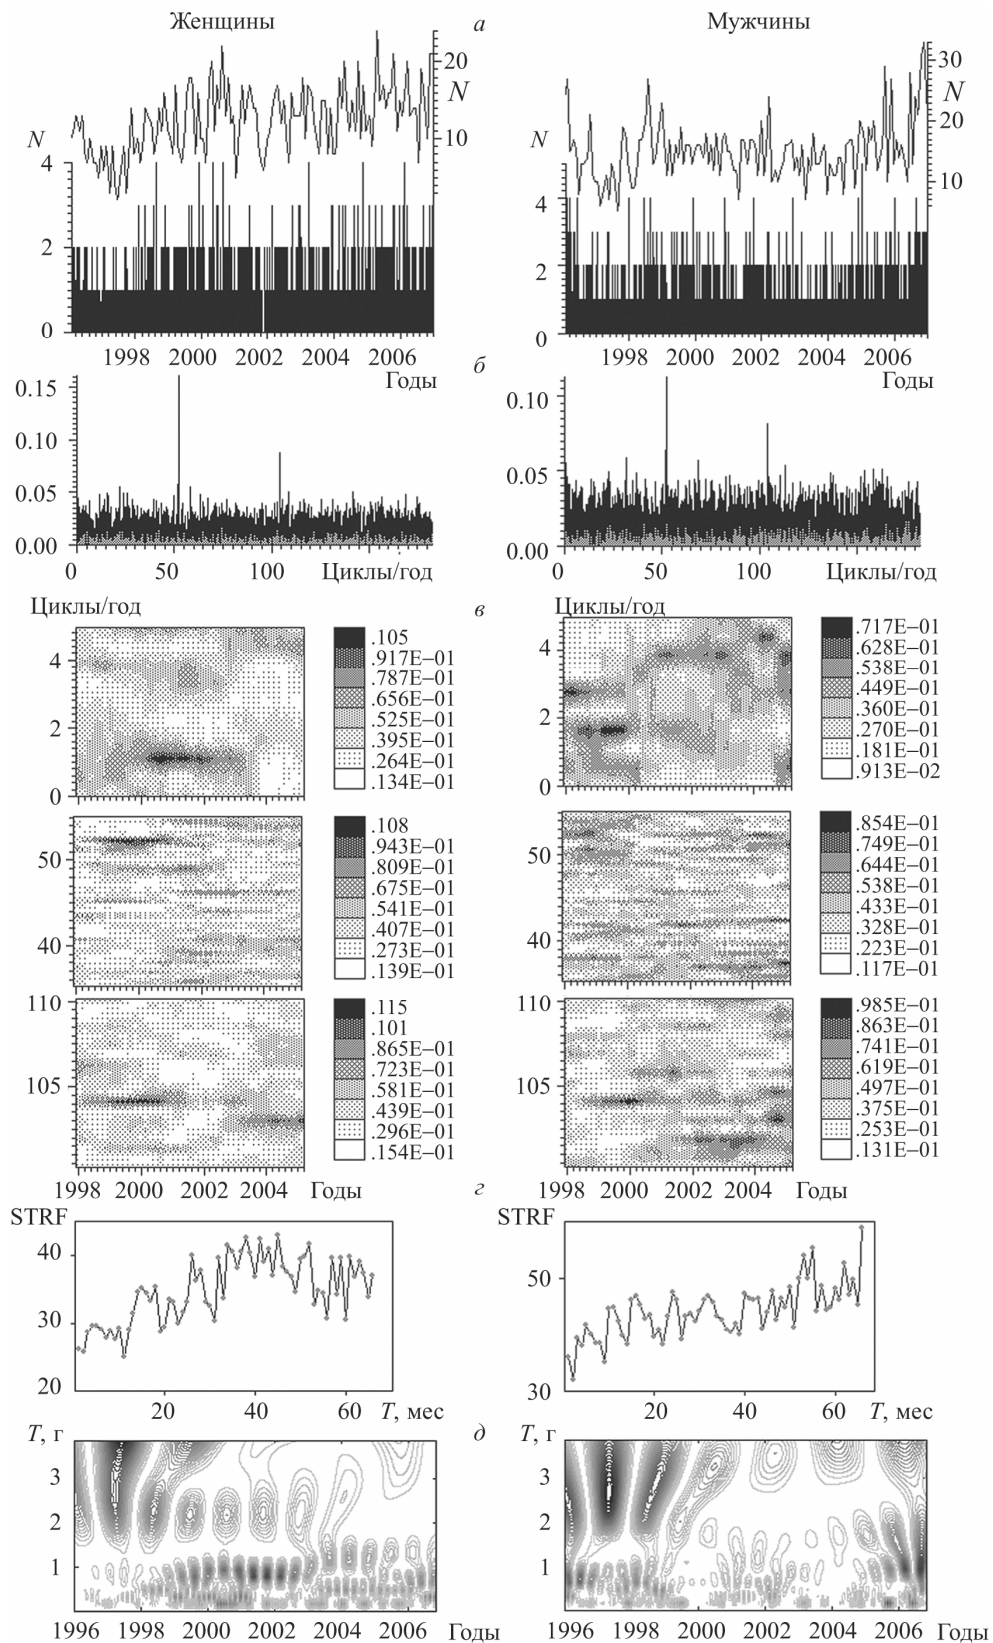 Женщины
а
Мужчины
20
N
10
N
4
2
0
1998 2000 2002 2004 2006
Годы
30
N
20
10
N
4
2
0
1998 2000 2002 2004 2006
Годы
б
0.15
0.10
0.05
0.00
0 50 100 Циклы/год
0.10
0.05
0.00
0 50 100 Циклы/год
Циклы/год
в
Циклы/год
4
2
0
.105
.917E–01
.787E–01
.656E–01
.525E–01
.395E–01
.264E–01
.134E–01
4
2
0
.717E–01
.628E–01
.538E–01
.449E–01
.360E–01
.270E–01
.181E–01
.913E–02
50
40
.108
.943E–01
.809E–01
.675E–01
.541E–01
.407E–01
.273E–01
.139E–01
50
40
.854E–01
.749E–01
.644E–01
.538E–01
.433E–01
.328E–01
.223E–01
.117E–01
110
105
.115
.101
.865E–01
.723E–01
.581E–01
.439E–01
.296E–01
.154E–01
1998 2000 2002 2004 Годы
110
105
.985E–01
.863E–01
.741E–01
.619E–01
.497E–01
.375E–01
.253E–01
.131E–01
1998 2000 2002 2004 Годы
г
STRF
40
30
20
20 40 60 T, мес
STRF
50
30
20 40 60 T, мес
д
T, г
3
2
1
1996 1998 2000 2002 2004 2006 Годы
T, г
3
2
1
1996 1998 2000 2002 2004 2006 Годы